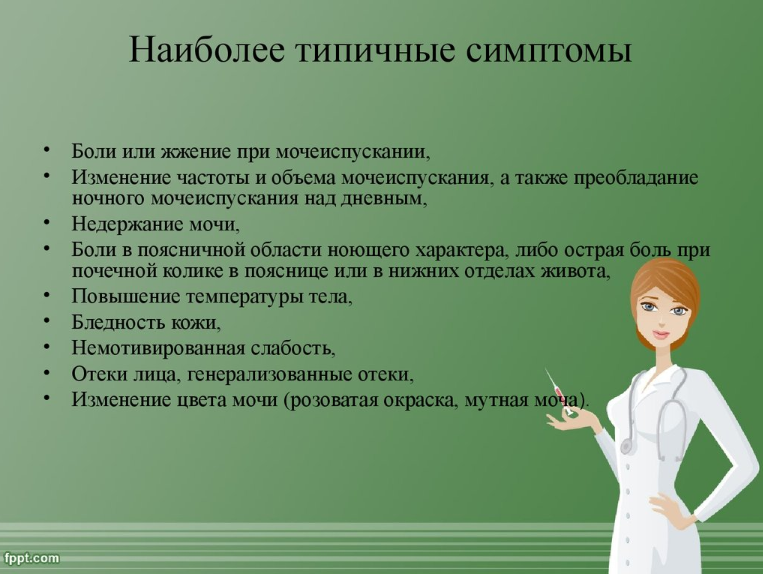 Наиболее типичные симптомы
• Боли или жжение при мочеиспускании,
• Изменение частоты и объема мочеиспускания, а также преобладание
ночного мочеиспускания над дневным,
• Недержание мочи,
• Боли в поясничной области ноющего характера, либо острая боль при
почечной колике в пояснице или в нижних отделах живота,
• Повышение температуры тела,
• Бледность кожи,
• Немотивированная слабость,
• Отеки лица, генерализованные отеки,
• Изменение цвета мочи (розоватая окраска, мутная моча).
fppt.com